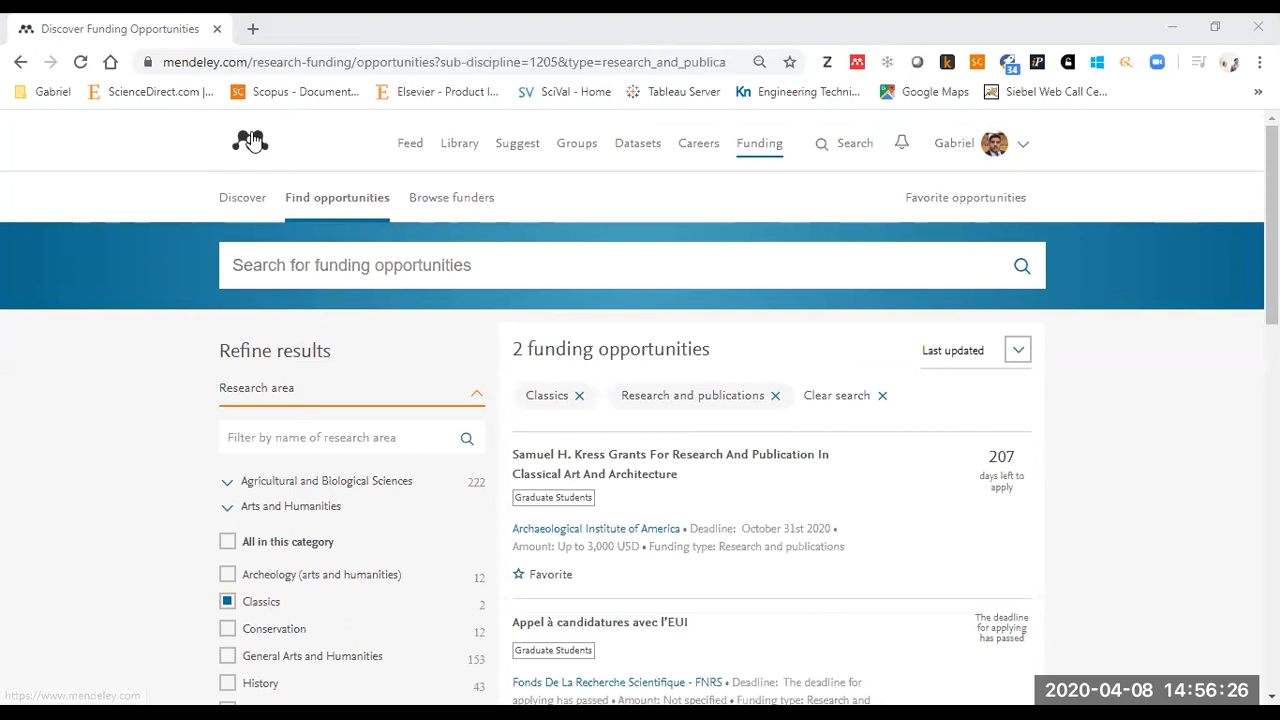 Discover Funding Opportunities
mendeley.com/research-funding/opportunities?sub-discipline=1205&type=research_and_publica
Z
SC
34
iP
Gabriel
ScienceDirect.com |...
SC
Scopus - Document...
Elsevier - Product I...
SV
SciVal - Home
Tableau Server
Kn
Engineering Techni...
Google Maps
Siebel Web Call Ce...
»
Feed
Library
Suggest
Groups
Datasets
Careers
Funding
Search
Gabriel
Discover
Find opportunities
Browse funders
Favorite opportunities
Search for funding opportunities
Refine results
Research area
Filter by name of research area
Agricultural and Biological Sciences 222
Arts and Humanities
All in this category
Archeology (arts and humanities) 12
Classics 2
Conservation 12
General Arts and Humanities 153
History 43
2 funding opportunities
Last updated
Classics ×
Research and publications ×
Clear search ×
Samuel H. Kress Grants For Research And Publication In
Classical Art And Architecture
207
days left to
apply
Graduate Students
Archaeological Institute of America • Deadline: October 31st 2020 •
Amount: Up to 3,000 USD • Funding type: Research and publications
Favorite
Appel à candidatures avec l'EUI
The deadline
for applying
has passed
Graduate Students
Fonds De La Recherche Scientifique - FNRS • Deadline: The deadline for
applying has passed • Amount: Not specified • Funding type: Research and
https://www.mendeley.com
2020-04-08 14:56:26